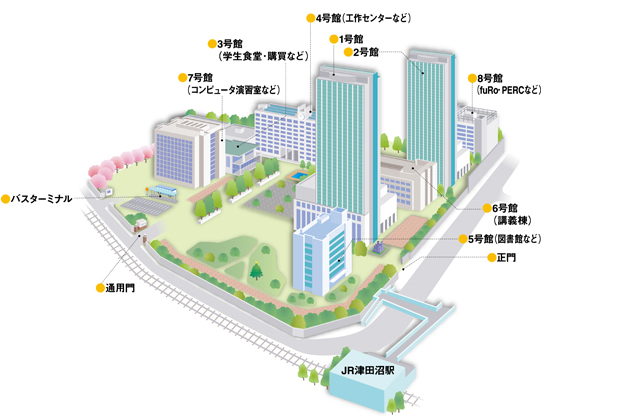 4号館（工作センターなど）
1号館
3号館
（学生食堂・購買など）
2号館
7号館
（コンピュータ演習室など）
8号館
（fuRo・PERCなど）
バスターミナル
6号館
（講義棟）
5号館（図書館など）
正門
通用門
JR津田沼駅